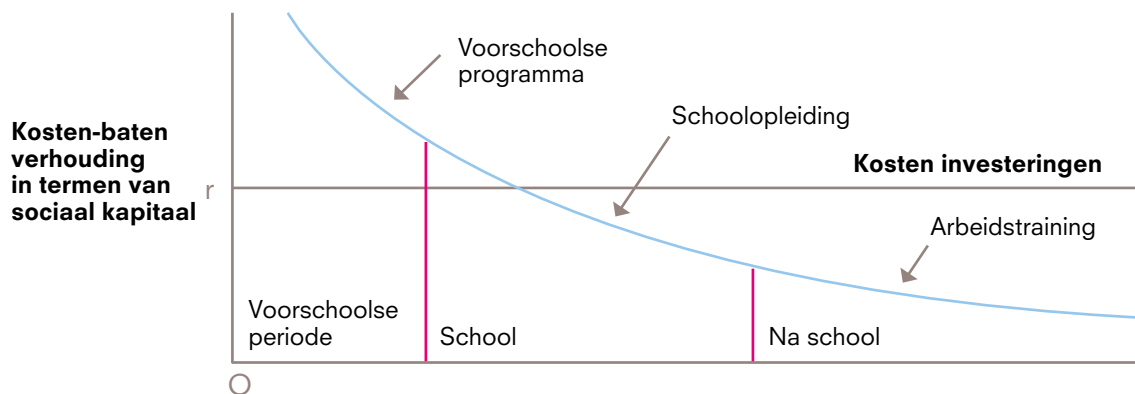 Voorschoolse
programma
Schoolopleiding
Kosten-baten
verhouding
in termen van
sociaal kapitaal
r
Kosten investeringen
Arbeidstraining
Voorschoolse
periode
School
Na school
O